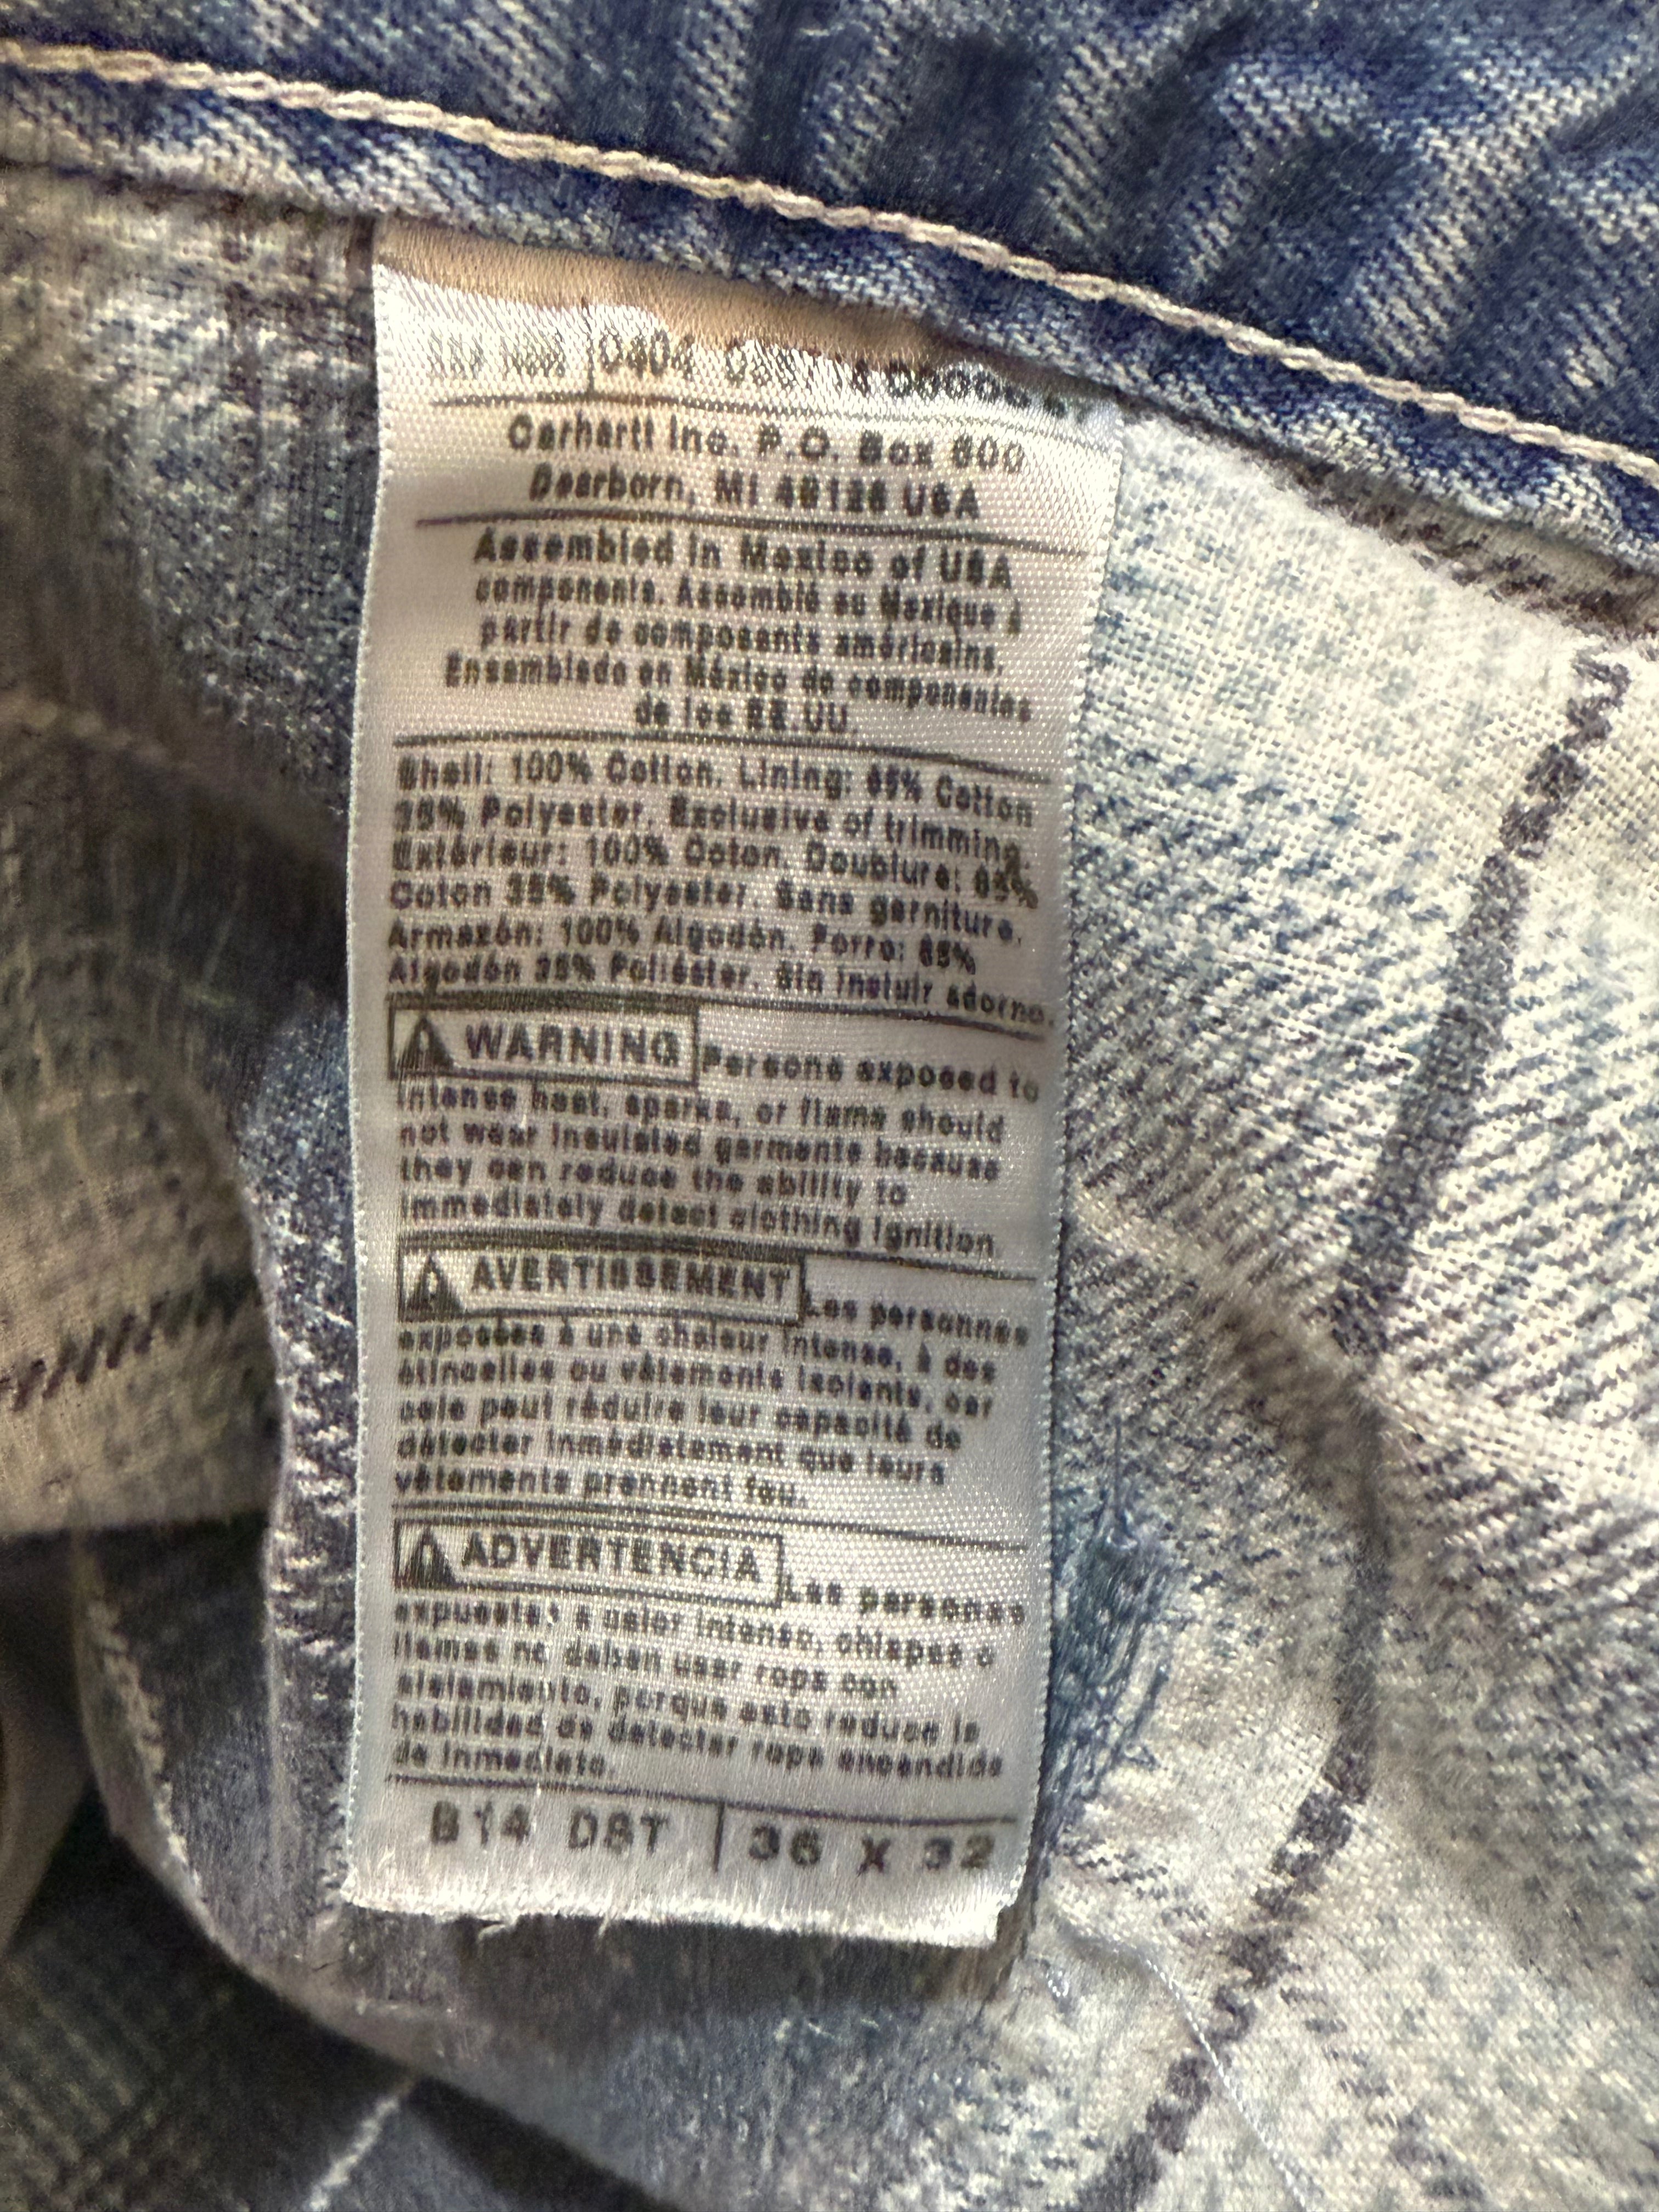 0404
Carhartt Inc. P.O. Box 600
Dearborn, MI 48126 USA
Assembled in Mexico of USA
components. Assemblé au Mexique à
partir de composants américains.
Ensamblado en México de componentes
de los EE.UU.
Shell: 100% Cotton. Lining: 65% Cotton
35% Polyester. Exclusive of trimming.
Extérieur: 100% Coton. Doublure: 65%
Coton 35% Polyester. Sans garniture.
Armazón: 100% Algodón. Forro: 65%
Algodón 35% Poliéster. Sin incluir adorno.
WARNING Persons exposed to
intense heat, sparks, or flame should
not wear insulated garments because
they can reduce the ability to
immediately detect clothing ignition.
AVERTISSEMENT Les personnes
exposées à une chaleur intense, à des
étincelles ou vêtements isolants, car
cela peut réduire leur capacité de
détecter immédiatement que leurs
vêtements prennent feu.
ADVERTENCIA Las personas
expuestas a calor intenso, chispas o
llamas no deben usar ropa con
aislamiento, porque esto reduce la
habilidad de detectar ropa encendida
de inmediato.
B14 DST | 36 X 32